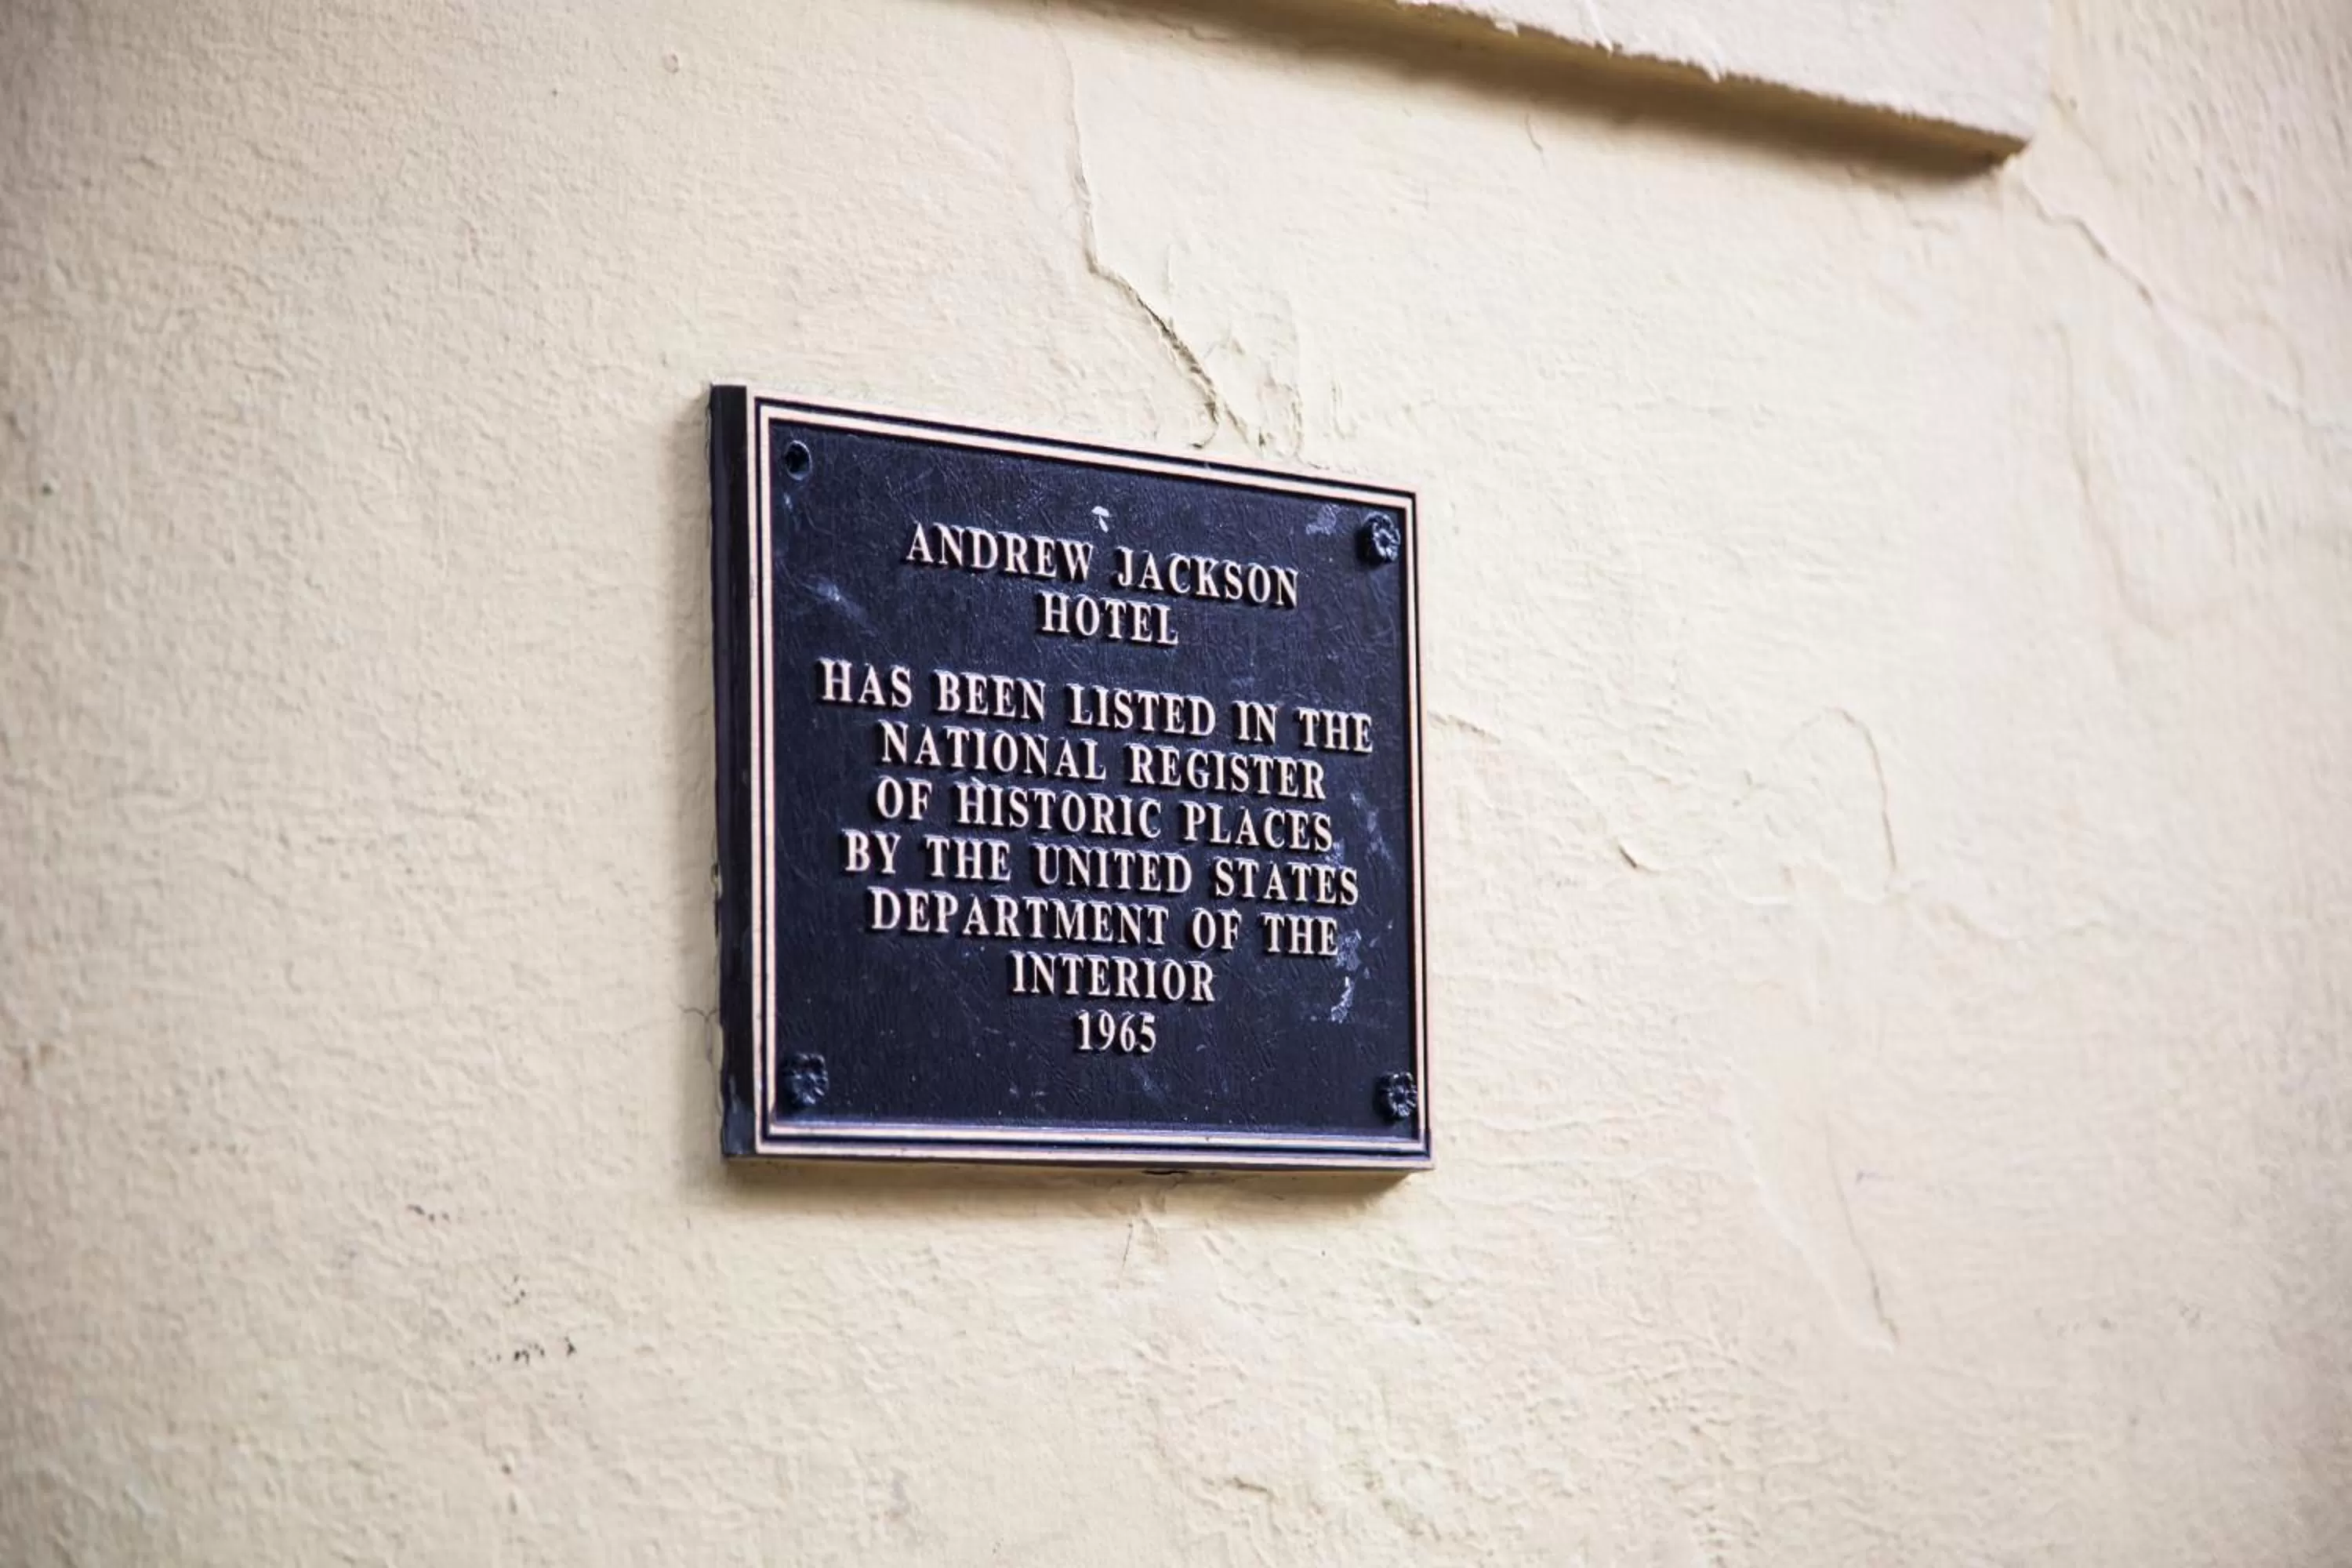 ANDREW JACKSON
HOTEL
HAS BEEN LISTED IN THE
NATIONAL REGISTER
OF HISTORIC PLACES
BY THE UNITED STATES
DEPARTMENT OF THE
INTERIOR
1965